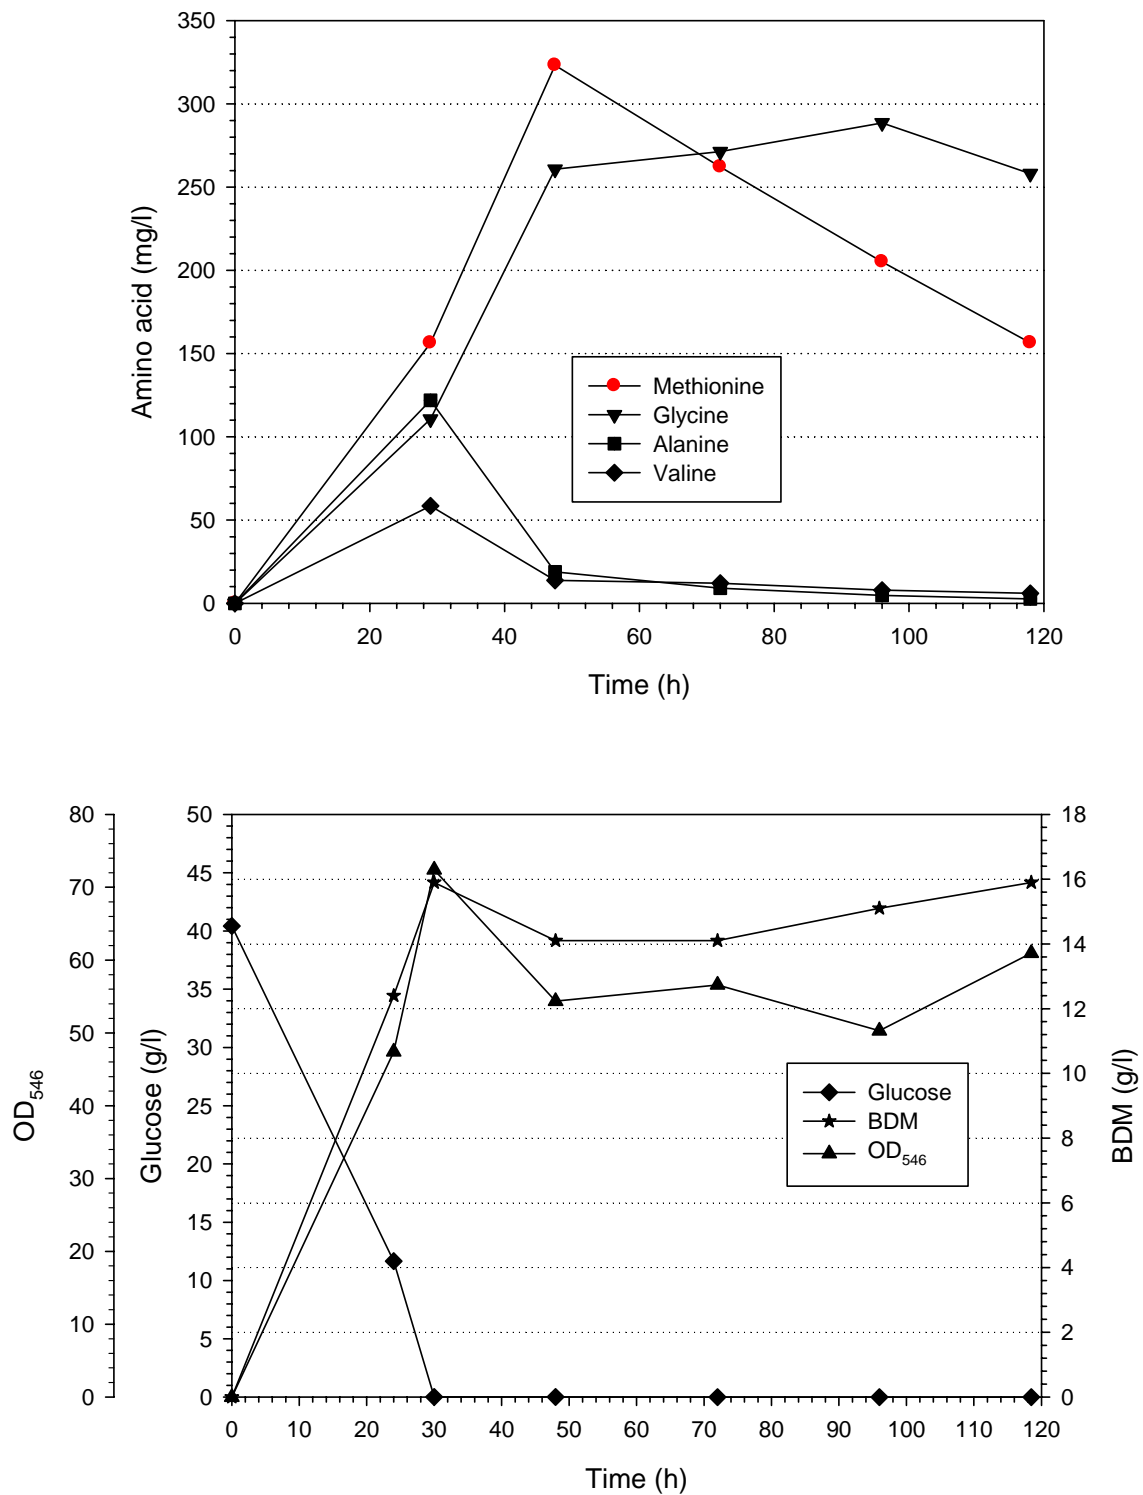 350
300
250
200
150
100
50
0
Amino acid (mg/l)
Methionine
Glycine
Alanine
Valine
0 20 40 60 80 100 120
Time (h)
80
70
60
50
40
30
20
10
0
OD546
50
45
40
35
30
25
20
15
10
5
0
Glucose (g/l)
Glucose
BDM
OD546
18
16
14
12
10
8
6
4
2
0
BDM (g/l)
0 10 20 30 40 50 60 70 80 90 100 110 120
Time (h)